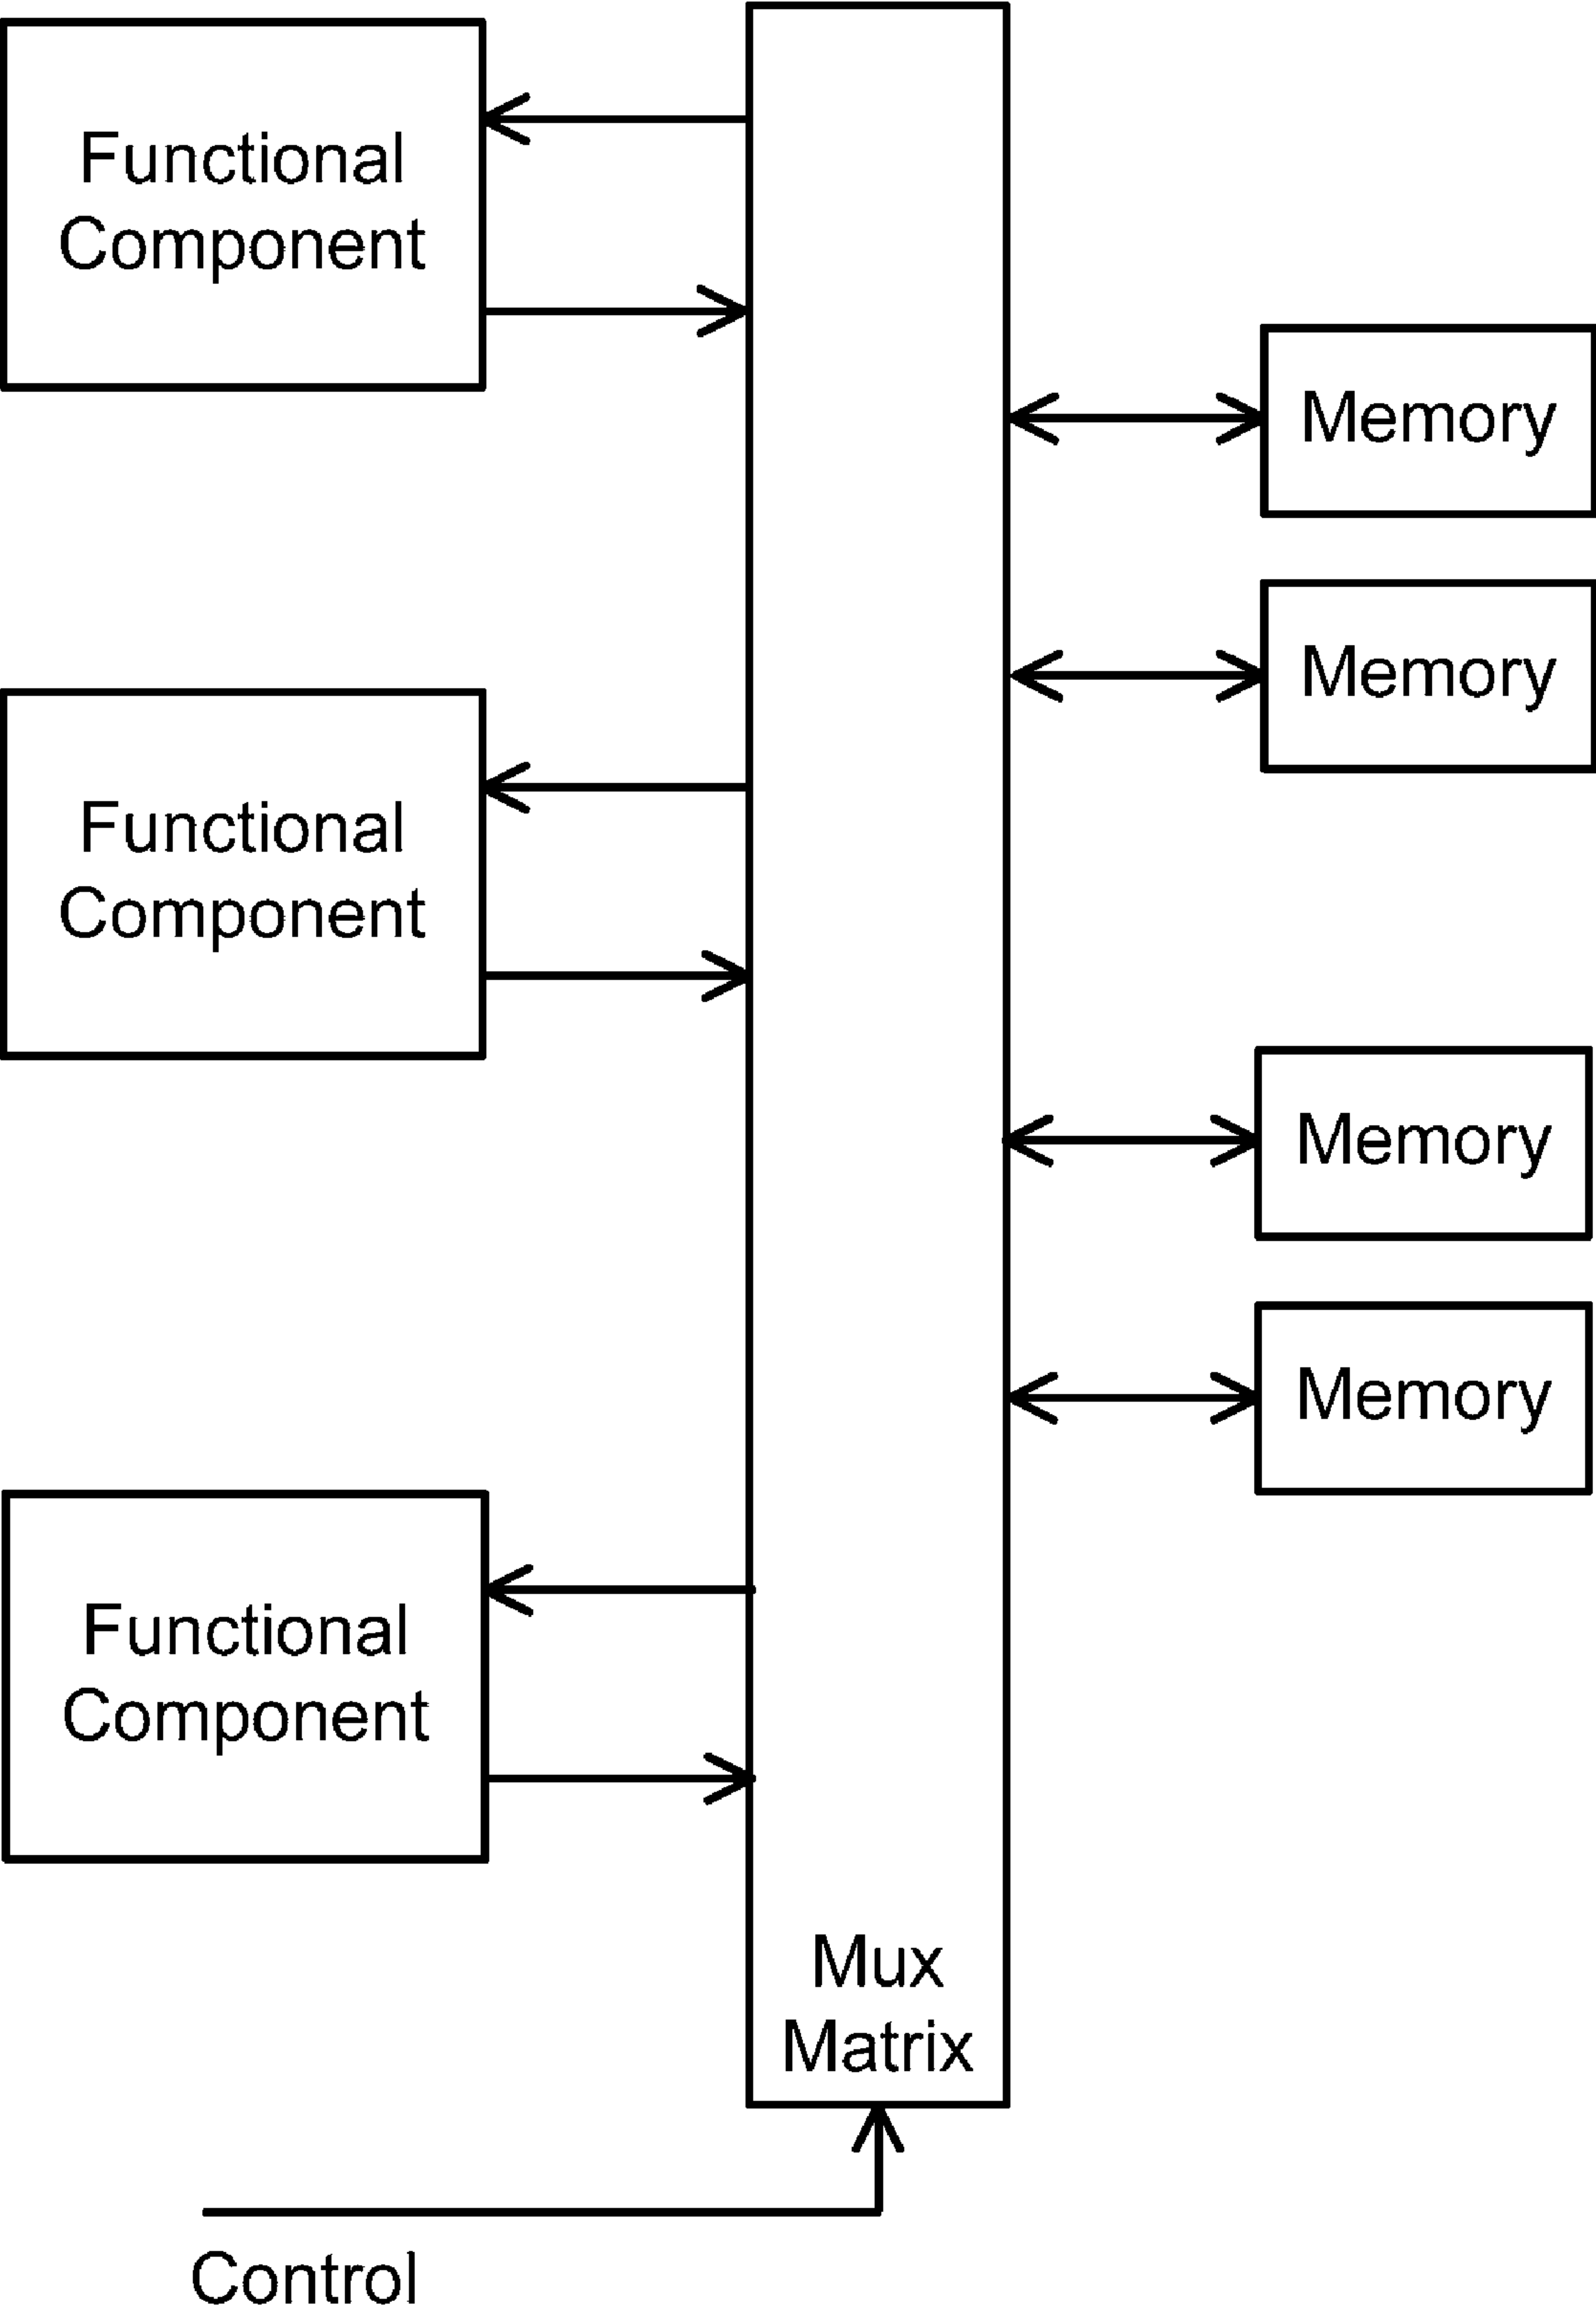 Functional
Component
Memory
Memory
Functional
Component
Memory
Memory
Functional
Component
Mux
Matrix
Control